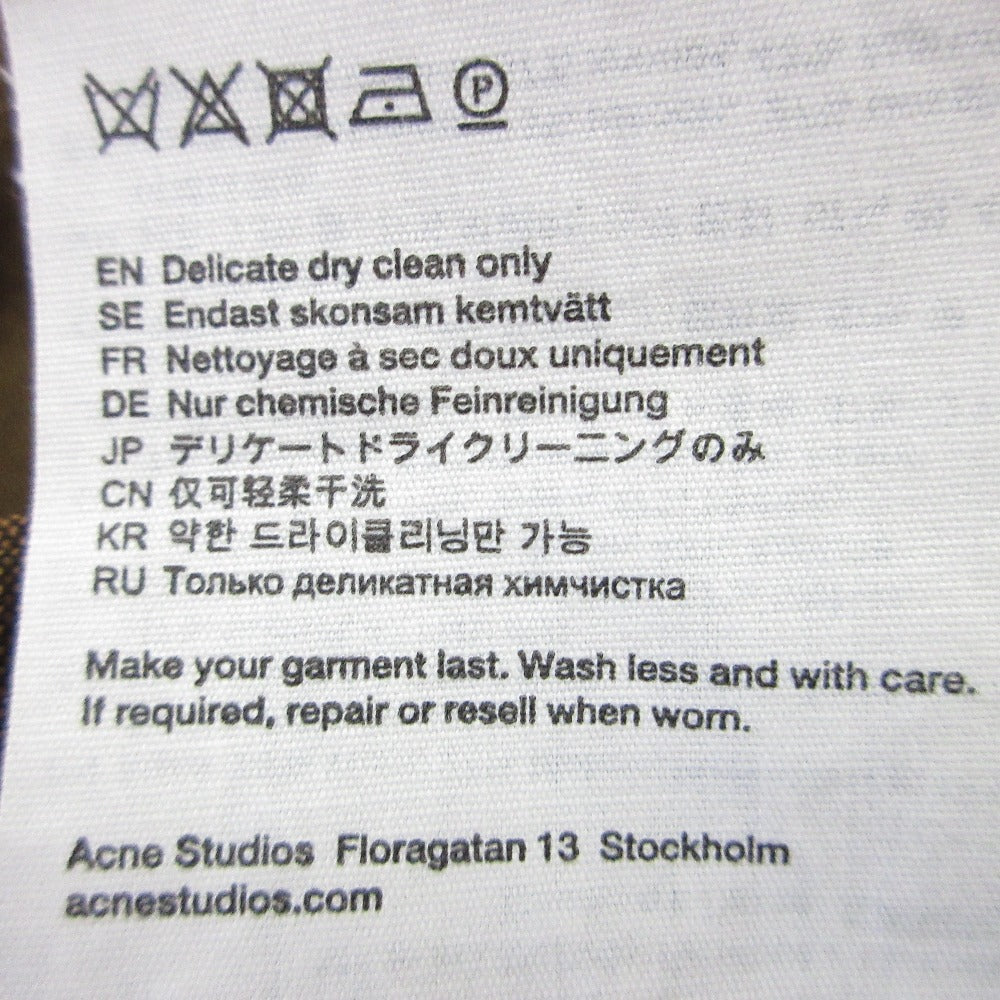 P
EN Delicate dry clean only
SE Endast skonsam kemtvätt
FR Nettoyage à sec doux uniquement
DE Nur chemische Feinreinigung
JP デリケートドライクリーニングのみ
CN 仅可轻柔干洗
KR 약한 드라이클리닝만 가능
RU Только деликатная химчистка
Make your garment last. Wash less and with care.
If required, repair or resell when worn.
Acne Studios Floragatan 13 Stockholm
acnestudios.com